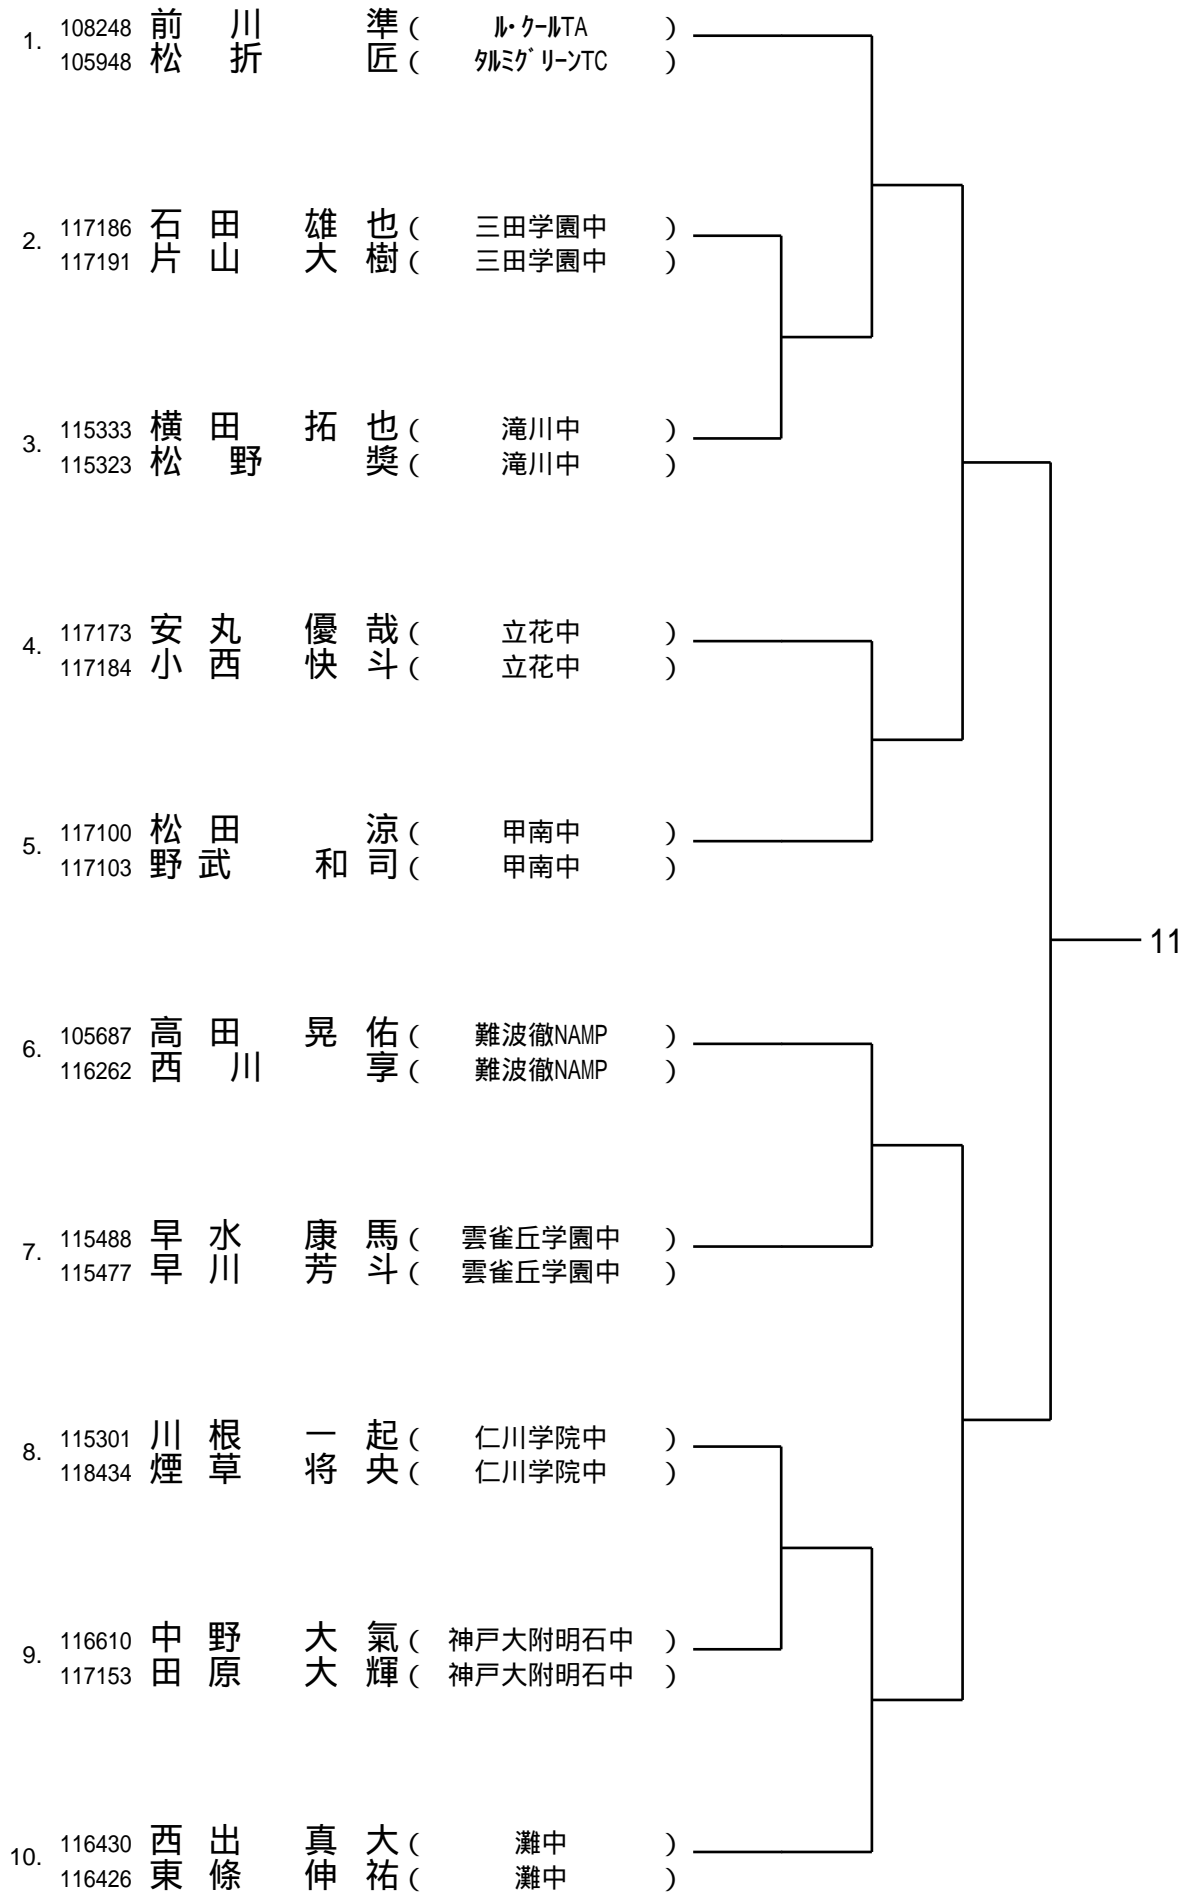 1. 108248 前川 準 ( ル・クールTA )
105948 松折 匠 ( タルミグリーンTC )
2. 117186 石田 雄也 ( 三田学園中 )
117191 片山 大樹 ( 三田学園中 )
3. 115333 横田 拓也 ( 滝川中 )
115323 松野 奨 ( 滝川中 )
4. 117173 安丸 優哉 ( 立花中 )
117184 小西 快斗 ( 立花中 )
5. 117100 松田 涼 ( 甲南中 )
117103 野武 和司 ( 甲南中 )
11
6. 105687 高田 晃佑 ( 難波徹NAMP )
116262 西川 享 ( 難波徹NAMP )
7. 115488 早水 康馬 ( 雲雀丘学園中 )
115477 早川 芳斗 ( 雲雀丘学園中 )
8. 115301 川根 一起 ( 仁川学院中 )
118434 煙草 将央 ( 仁川学院中 )
9. 116610 中野 大氣 ( 神戸大附明石中 )
117153 田原 大輝 ( 神戸大附明石中 )
10. 116430 西出 真大 ( 灘中 )
116426 東條 伸祐 ( 灘中 )